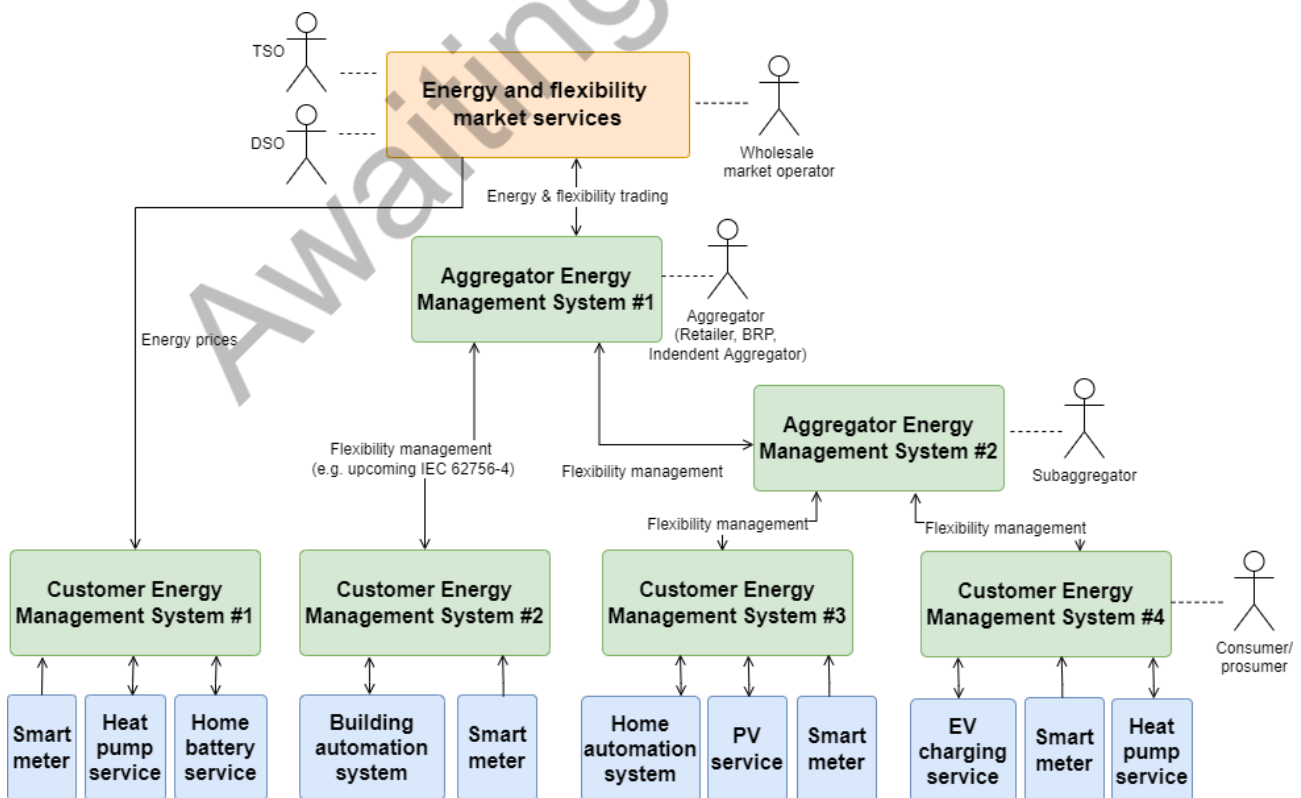 Awaiting
TSO
DSO
Energy and flexibility
market services
Wholesale
market operator
Energy & flexibility trading
Aggregator Energy
Management System #1
Aggregator
(Retailer, BRP,
Indendent Aggregator)
Energy prices
Aggregator Energy
Management System #2
Subaggregator
Flexibility management
(e.g. upcoming IEC 62756-4)
Flexibility management
Flexibility management
Flexibility management
Customer Energy
Management System #1
Customer Energy
Management System #2
Customer Energy
Management System #3
Customer Energy
Management System #4
Consumer/
prosumer
Smart
meter
Heat
pump
service
Home
battery
service
Building
automation
system
Smart
meter
Home
automation
system
PV
service
Smart
meter
EV
charging
service
Smart
meter
Heat
pump
service